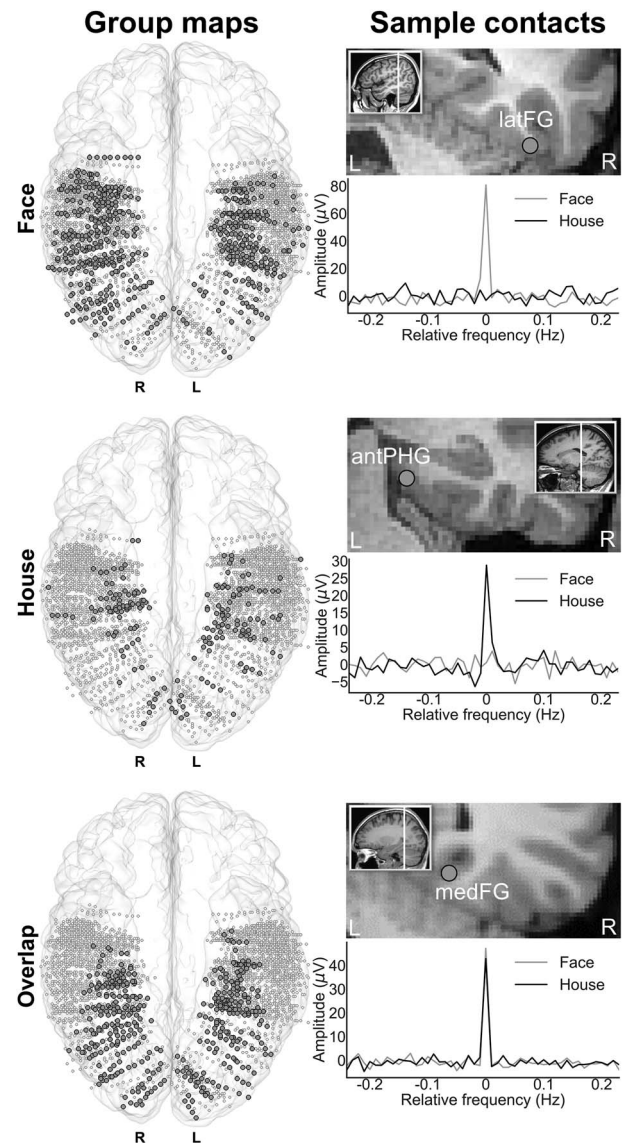 Group maps
Sample contacts
Face
R L
latFG
L R
80
60
40
20
0
Amplitude (µV)
Face
House
-0.2 -0.1 0 0.1 0.2
Relative frequency (Hz)
House
R L
antPHG
L R
30
25
20
15
10
5
0
−5
Amplitude (µV)
Face
House
-0.2 -0.1 0 0.1 0.2
Relative frequency (Hz)
Overlap
R L
medFG
L R
40
30
20
10
0
Amplitude (µV)
Face
House
-0.2 -0.1 0 0.1 0.2
Relative frequency (Hz)